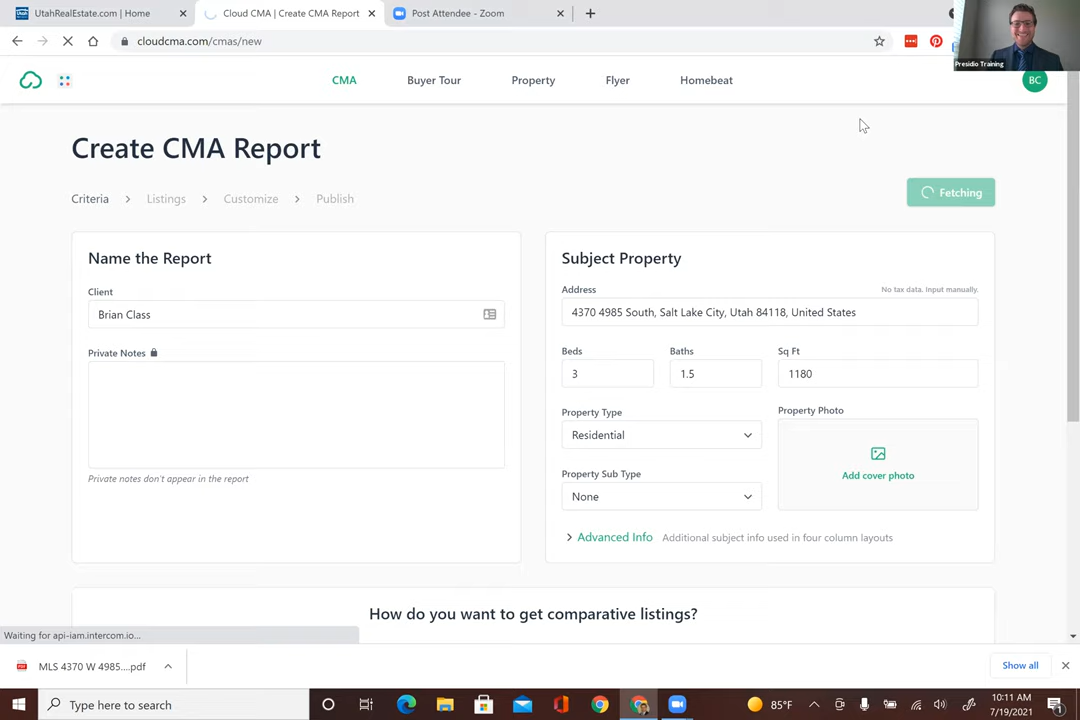 UtahRealEstate.com | Home
Cloud CMA | Create CMA Report
Post Attendee - Zoom
cloudcma.com/cmas/new
Presidio Training
CMA
Buyer Tour
Property
Flyer
Homebeat
BC
Create CMA Report
Criteria
Listings
Customize
Publish
Fetching
Name the Report
Client
Brian Class
Private Notes
Private notes don't appear in the report
Subject Property
Address
No tax data. Input manually.
4370 4985 South, Salt Lake City, Utah 84118, United States
Beds
Baths
Sq Ft
3
1.5
1180
Property Type
Property Photo
Residential
Add cover photo
Property Sub Type
None
Advanced Info
Additional subject info used in four column layouts
How do you want to get comparative listings?
Waiting for api-iam.intercom.io...
MLS 4370 W 4985....pdf
Show all
Type here to search
85°F
10:11 AM
7/19/2021